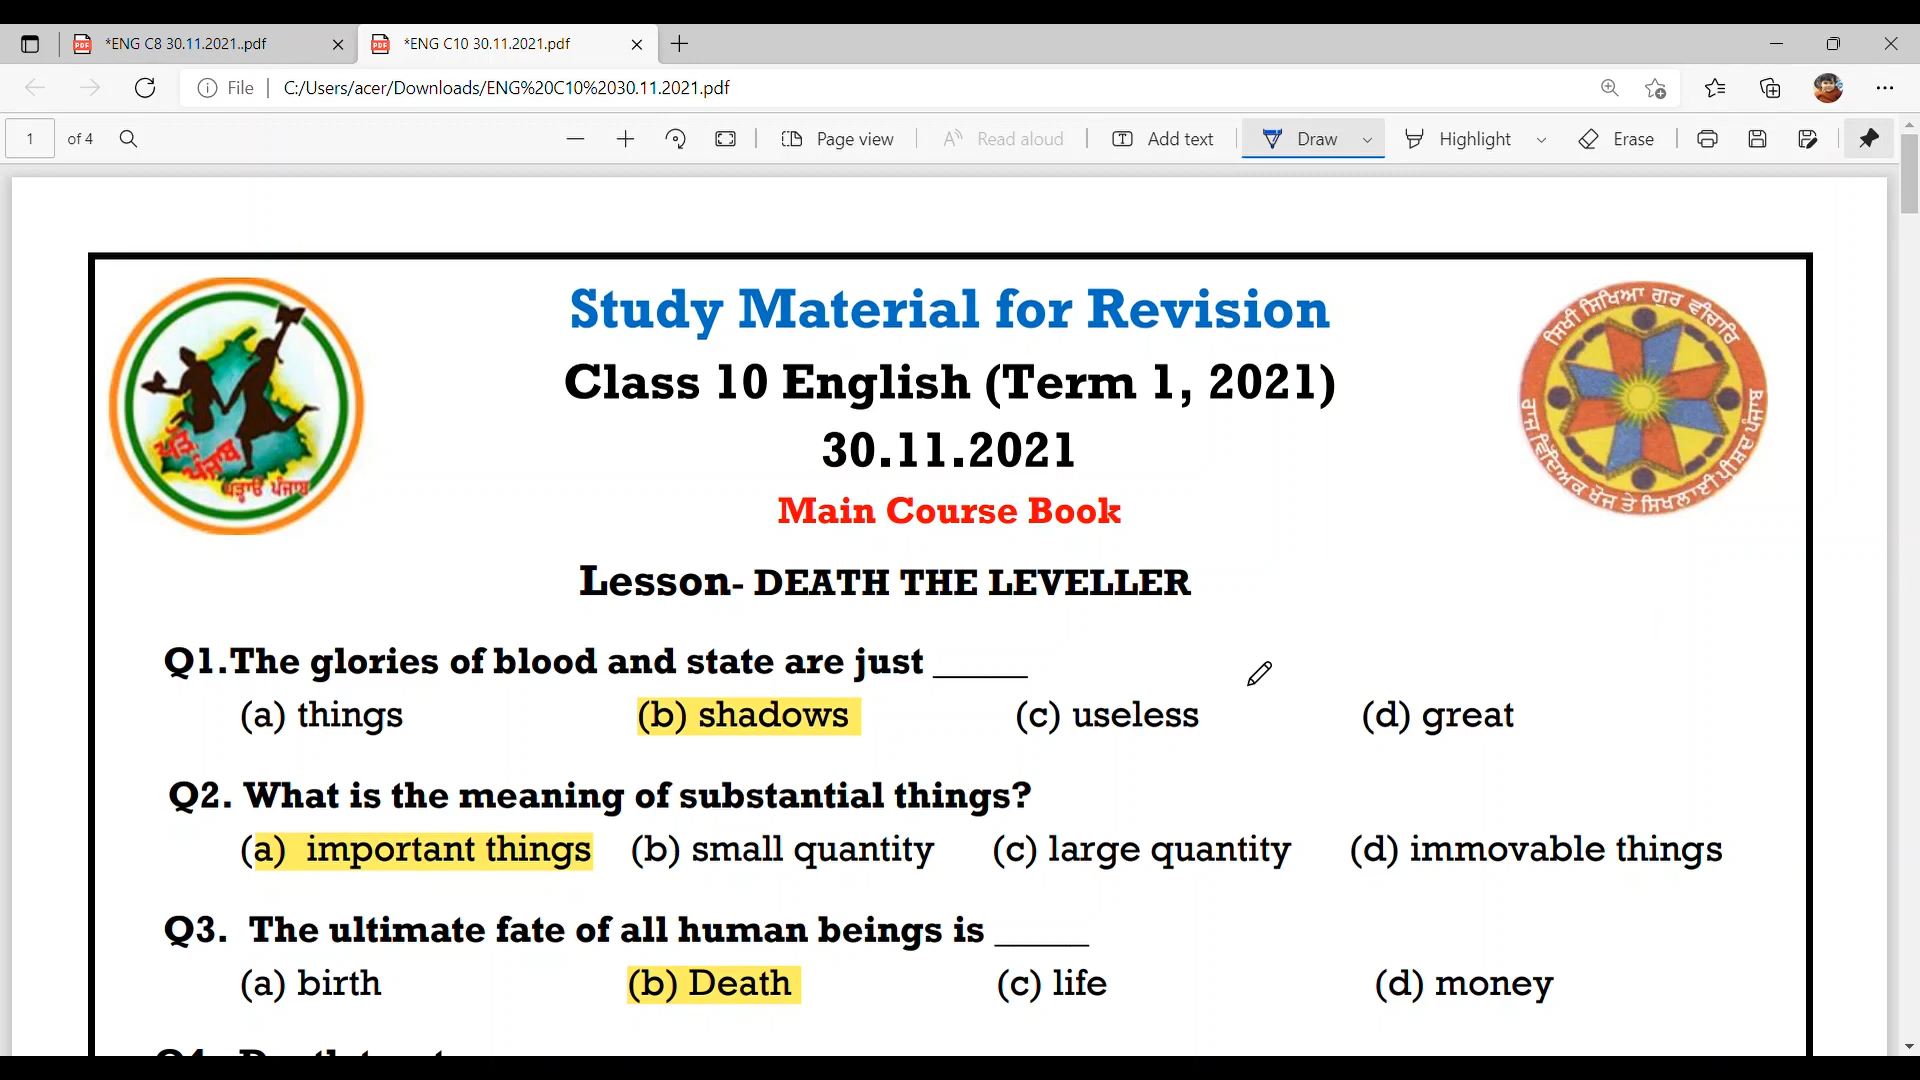 *ENG C8 30.11.2021..pdf
*ENG C10 30.11.2021.pdf
File
C:/Users/acer/Downloads/ENG%20C10%2030.11.2021.pdf
1 of 4
Page view
Read aloud
Add text
Draw
Highlight
Erase
ਪੜ੍ਹੋ ਪੰਜਾਬ
ਪੜ੍ਹਾਓ ਪੰਜਾਬ
Study Material for Revision
Class 10 English (Term 1, 2021)
30.11.2021
Main Course Book
ਸਿਖੀ ਸਿਖਿਆ ਗੁਰ ਵੀਚਾਰਿ
ਰਾਜ ਵਿੱਦਿਅਕ ਖੋਜ ਤੇ ਸਿਖਲਾਈ ਪਰੀਸ਼ਦ ਪੰਜਾਬ
Lesson- DEATH THE LEVELLER
Q1.The glories of blood and state are just _____
(a) things (b) shadows (c) useless (d) great
Q2. What is the meaning of substantial things?
(a) important things (b) small quantity (c) large quantity (d) immovable things
Q3. The ultimate fate of all human beings is _____
(a) birth (b) Death (c) life (d) money